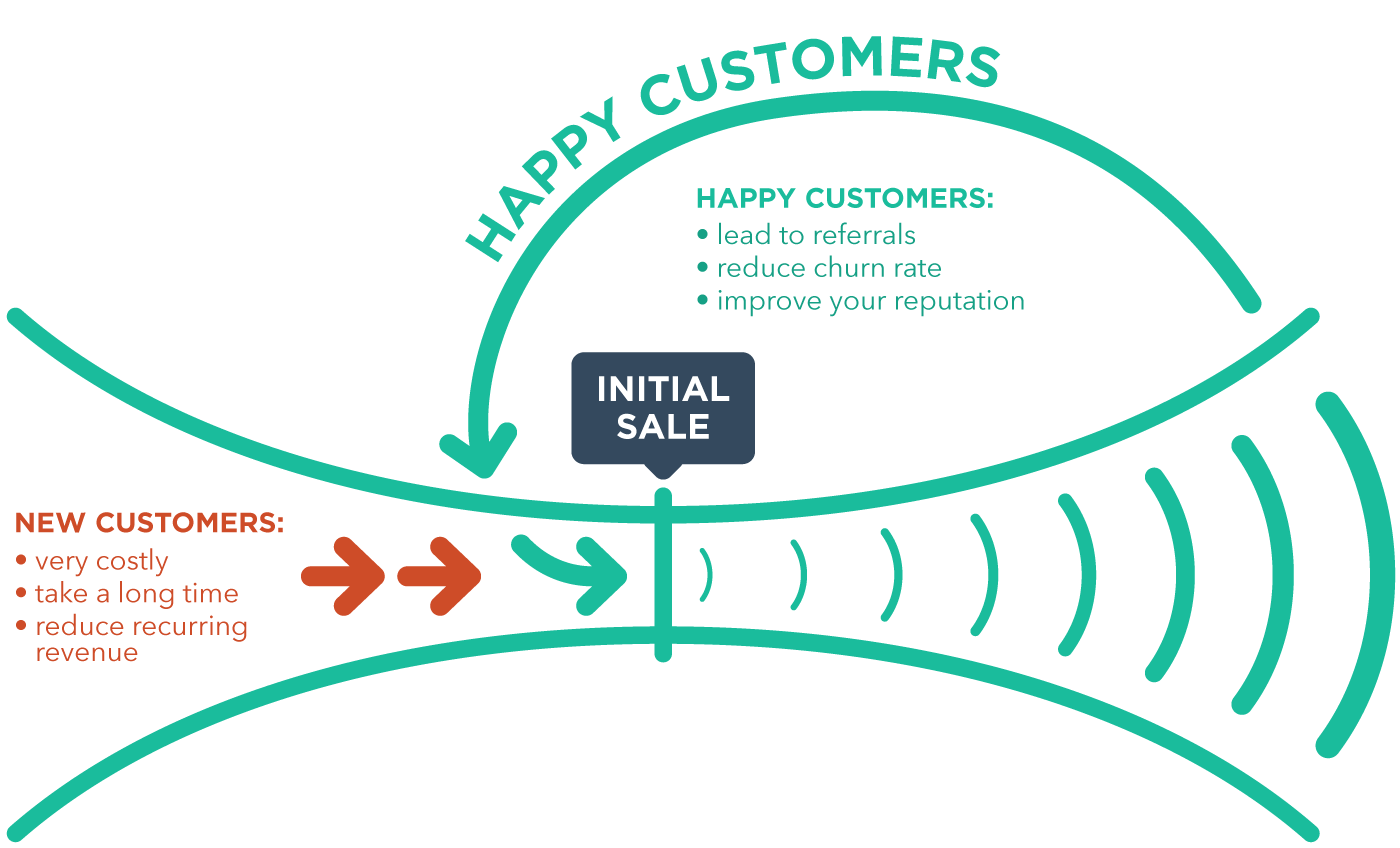 HAPPY CUSTOMERS
HAPPY CUSTOMERS:
• lead to referrals
• reduce churn rate
• improve your reputation
INITIAL
SALE
NEW CUSTOMERS:
• very costly
• take a long time
• reduce recurring
revenue